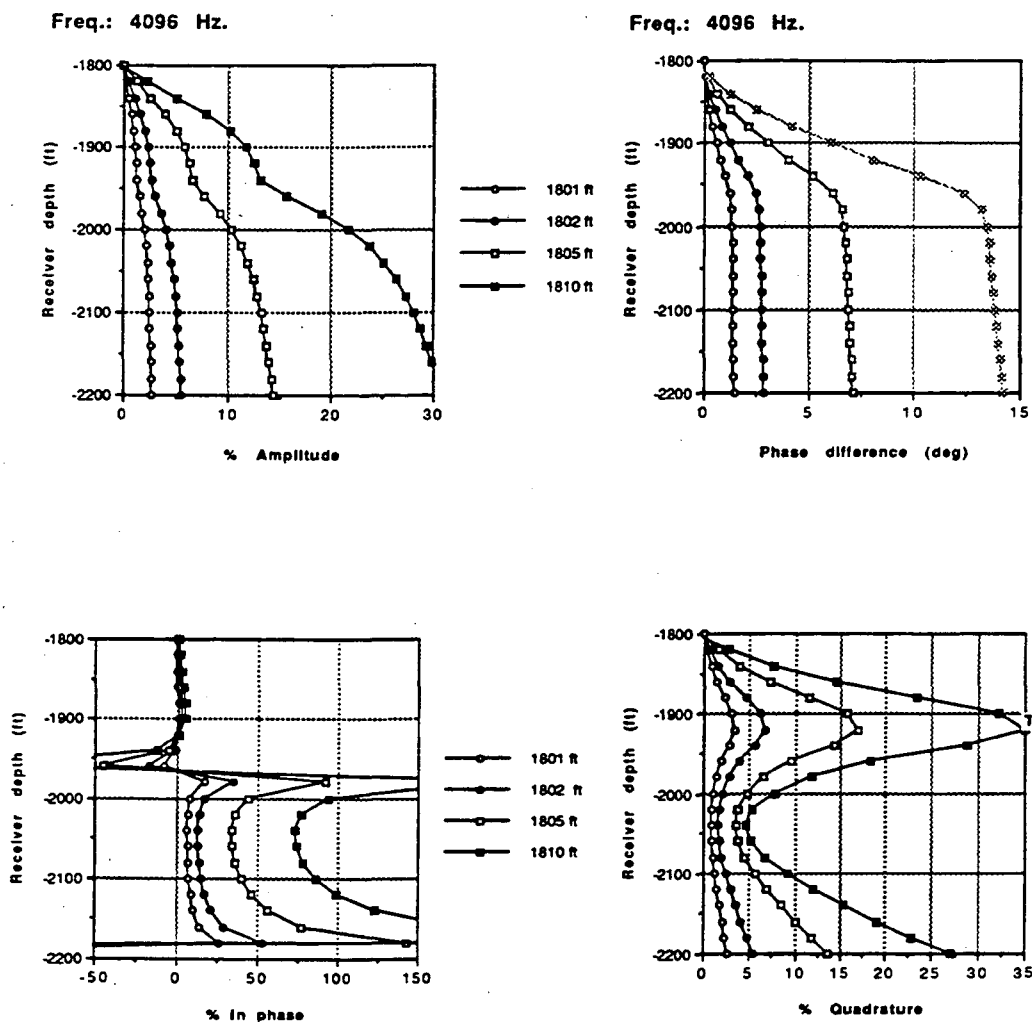 Freq.: 4096 Hz.
-1800
-1900
-2000
-2100
-2200
Receiver depth (ft)
0 10 20 30
% Amplitude
1801 ft
1802 ft
1805 ft
1810 ft
Freq.: 4096 Hz.
-1800
-1900
-2000
-2100
-2200
Receiver depth (ft)
0 5 10 15
Phase difference (deg)
-1800
-1900
-2000
-2100
-2200
Receiver depth (ft)
-50 0 50 100 150
% In phase
1801 ft
1802 ft
1805 ft
1810 ft
-1800
-1900
-2000
-2100
-2200
Receiver depth (ft)
0 5 10 15 20 25 30 35
% Quadrature